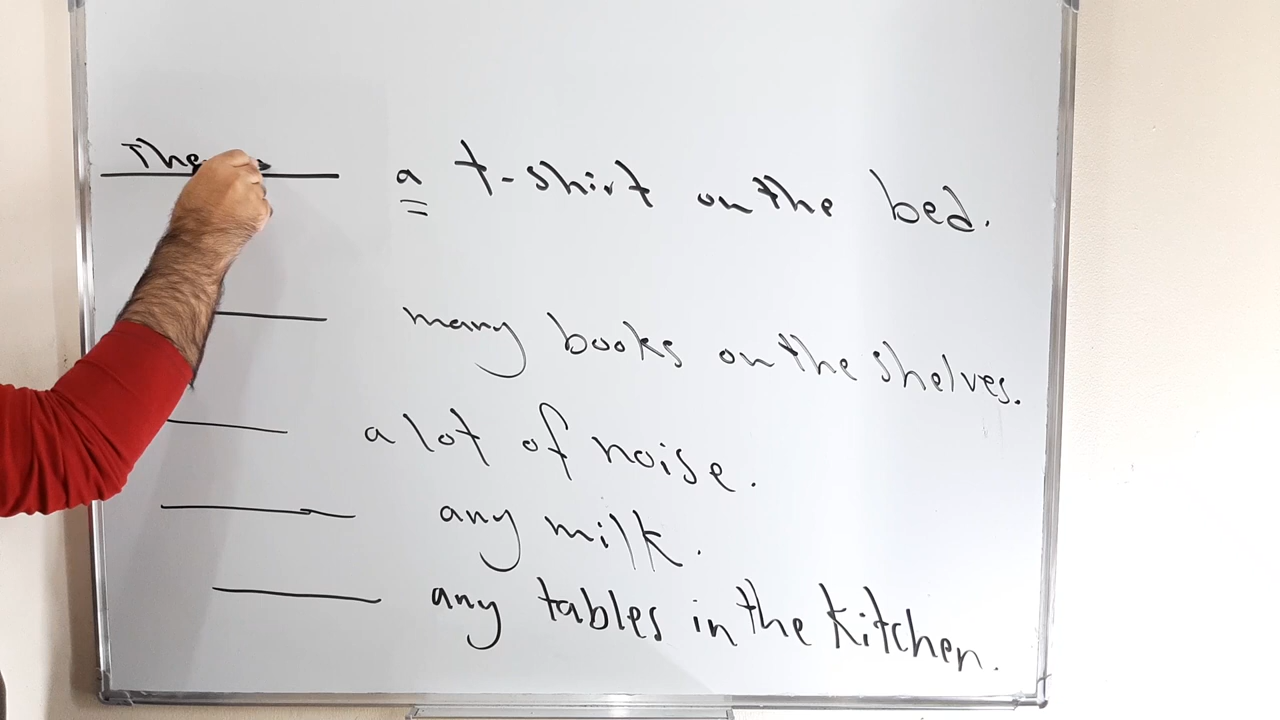 a t-shirt on the bed.
many books on the shelves.
a lot of noise.
any milk.
any tables in the kitchen.